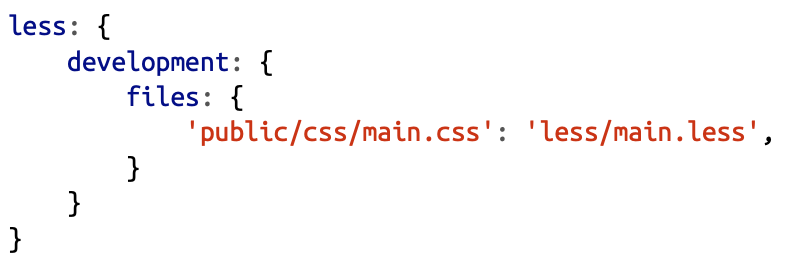 less: {
    development: {
        files: {
            'public/css/main.css': 'less/main.less',
        }
    }
}